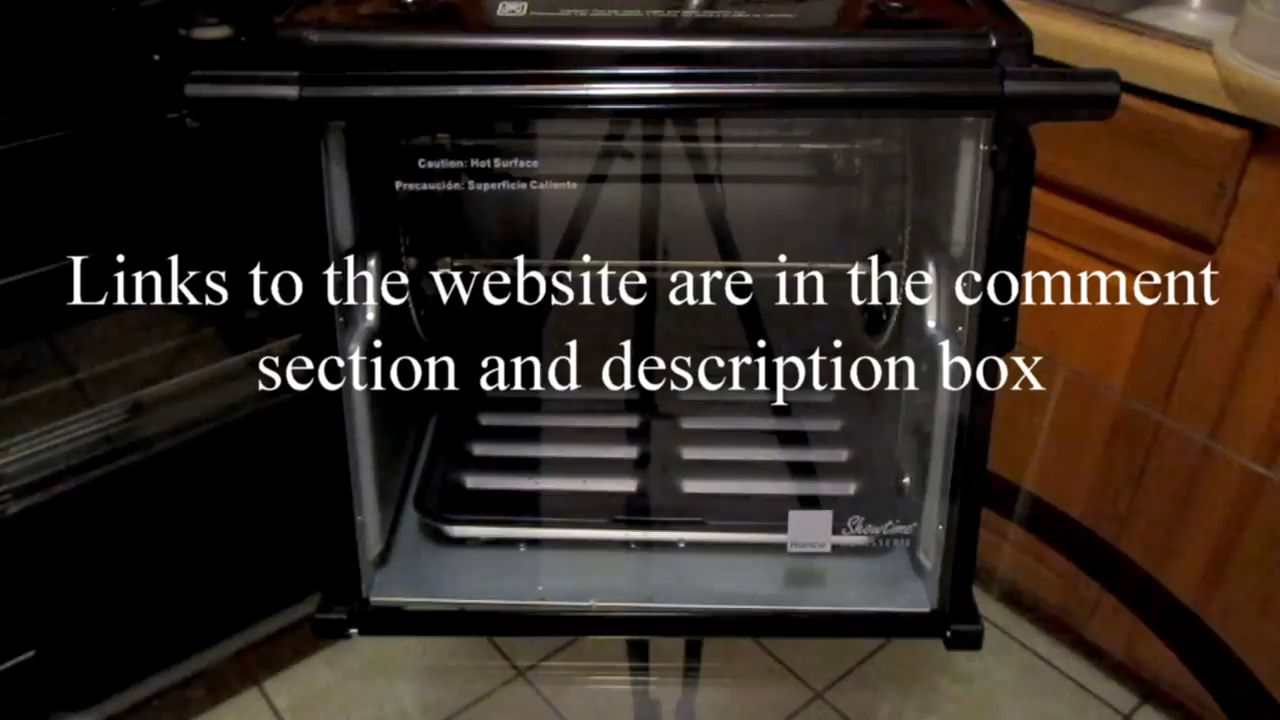 Caution: Hot Surface
Precaución: Superficie Caliente
Links to the website are in the comment
section and description box
Showtime